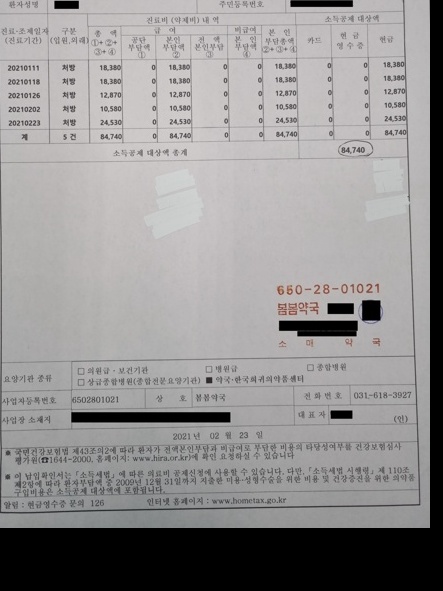 환자성명 주민등록번호
진료비 (약제비) 내 역 소득공제 대상액
진료·조제일자 (진료기간) 구분 (입원,외래) 총 액 ①+②+③+④ 급 여 비급여 본 인 부담총액 ②+③+④ 카드 현 금 영수증 현금
공단 부담액 ① 본인 부담액 ② 전 액 본인부담 ③ 본 인 부담액 ④
20210111 처방 18,380 0 18,380 0 0 18,380 0 0 18,380
20210118 처방 18,380 0 18,380 0 0 18,380 0 0 18,380
20210126 처방 12,870 0 12,870 0 0 12,870 0 0 12,870
20210202 처방 10,580 0 10,580 0 0 10,580 0 0 10,580
20210223 처방 24,530 0 24,530 0 0 24,530 0 0 24,530
계 5 건 84,740 0 84,740 0 0 84,740 0 0 84,740
소득공제 대상액 총계 84,740
650-28-01021
봄봄약국
소 매 약 국
요양기관 종류 □ 의원급·보건기관 □ 병원급 □ 종합병원
□ 상급종합병원(종합전문요양기관) ■ 약국·한국희귀의약품센터
사업자등록번호 6502801021 상 호 봄봄약국 전 화 번 호 031-618-3927
사업장 소재지 대 표 자 (인)
2021 년 02 월 23 일
※ 국민건강보험법 제43조의2에 따라 환자가 전액본인부담과 비급여로 부담한 비용의 타당성여부를 건강보험심사
평가원(☎1644-2000, 홈페이지: www.hira.or.kr)에 확인 요청하실 수 있습니다
※ 이 납입확인서는「소득세법」에 따른 의료비 공제신청에 사용할 수 있습니다. 다만,「소득세법 시행령」제 110조
제2항에 따라 환자부담액 중 2009년 12월 31일까지 지출한 미용·성형수술을 위한 비용 및 건강증진을 위한 의약품
구입비용은 소득공제 대상액에 포함됩니다.
알림 : 현금영수증 문의 126 인터넷 홈페이지 : www.hometax.go.kr